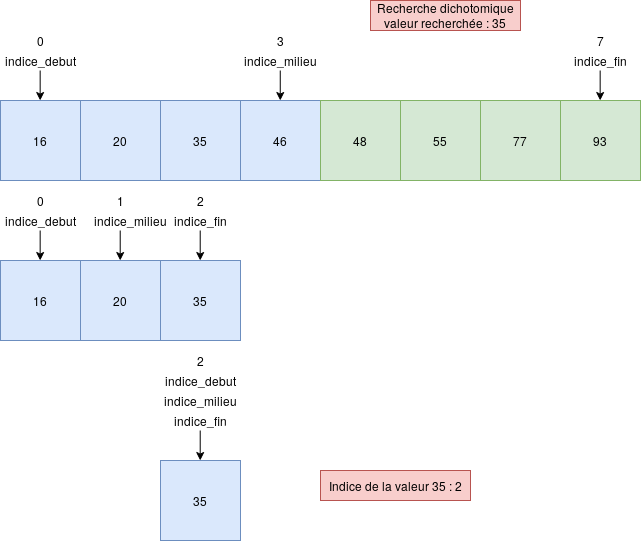 Recherche dichotomique
valeur recherchée : 35
0 3 7
indice_debut indice_milieu indice_fin
16 20 35 46 48 55 77 93
0 1 2
indice_debut indice_milieu indice_fin
16 20 35
2
indice_debut
indice_milieu
indice_fin
35
Indice de la valeur 35 : 2